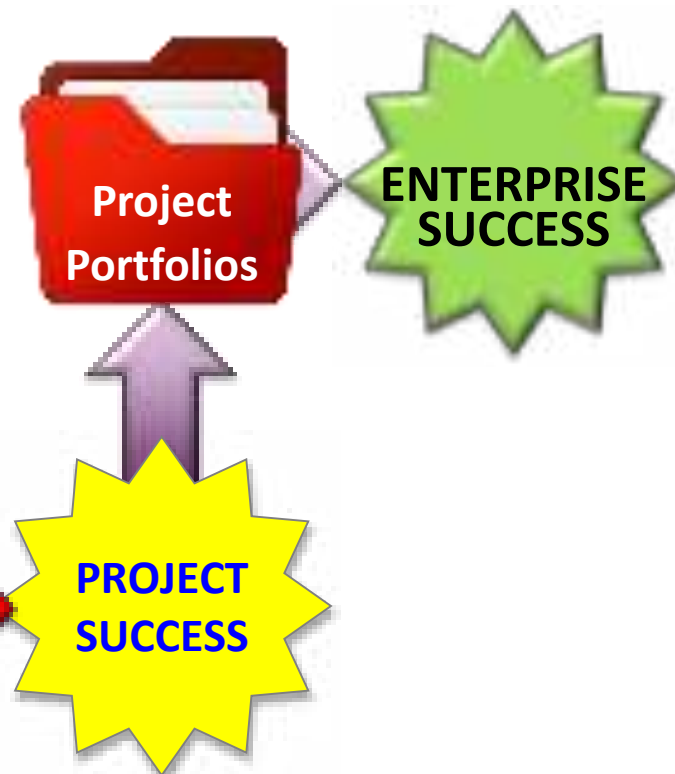 Project
Portfolios
ENTERPRISE
SUCCESS
PROJECT
SUCCESS